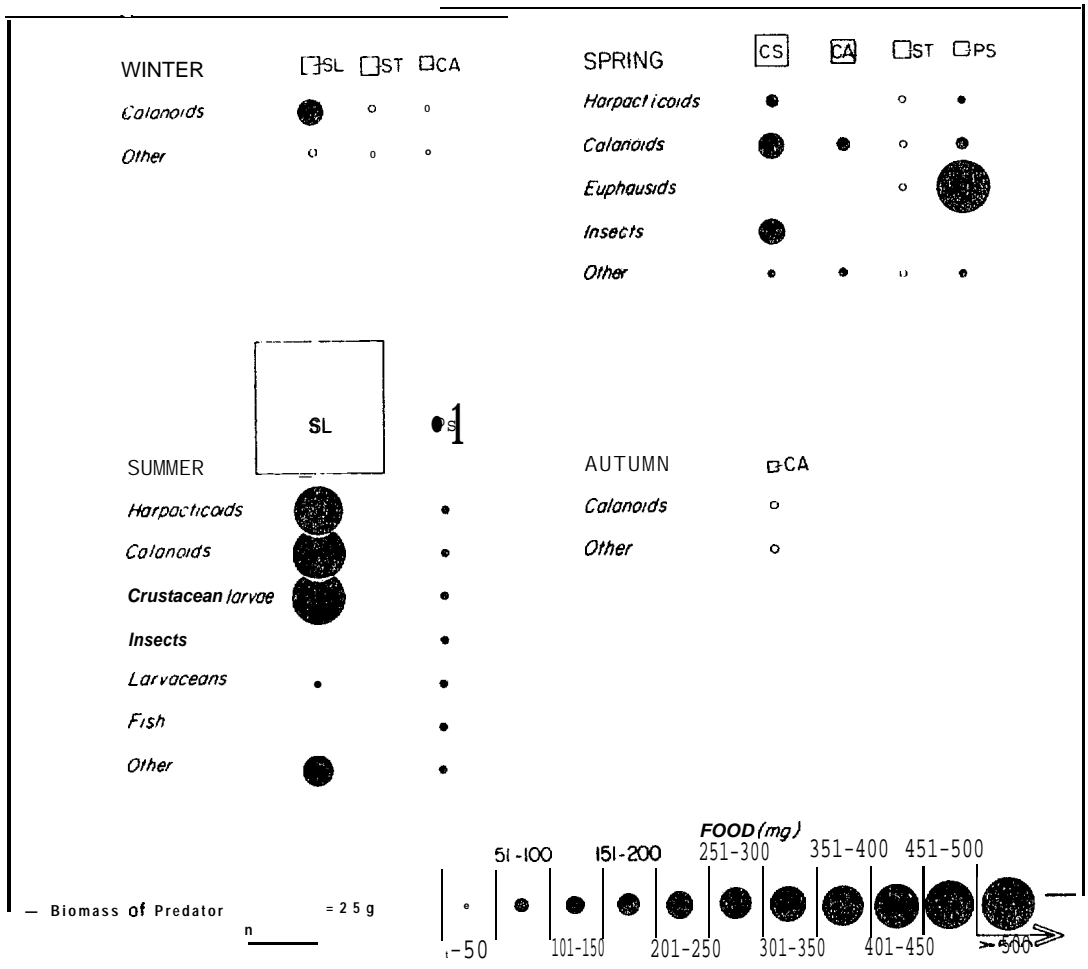 WINTER SL ST CA
Calanoids
Other
SPRING CS CA ST PS
Harpacticoids
Calanoids
Euphausids
Insects
Other
SL
SUMMER
Harpacticoids
Calanoids
Crustacean larvae
Insects
Larvaceans
Fish
Other
AUTUMN CA
Calanoids
Other
FOOD (mg)
51-100 151-200 251-300 351-400 451-500
— Biomass of Predator = 25g
-50 101-150 201-250 301-350 401-450 >500